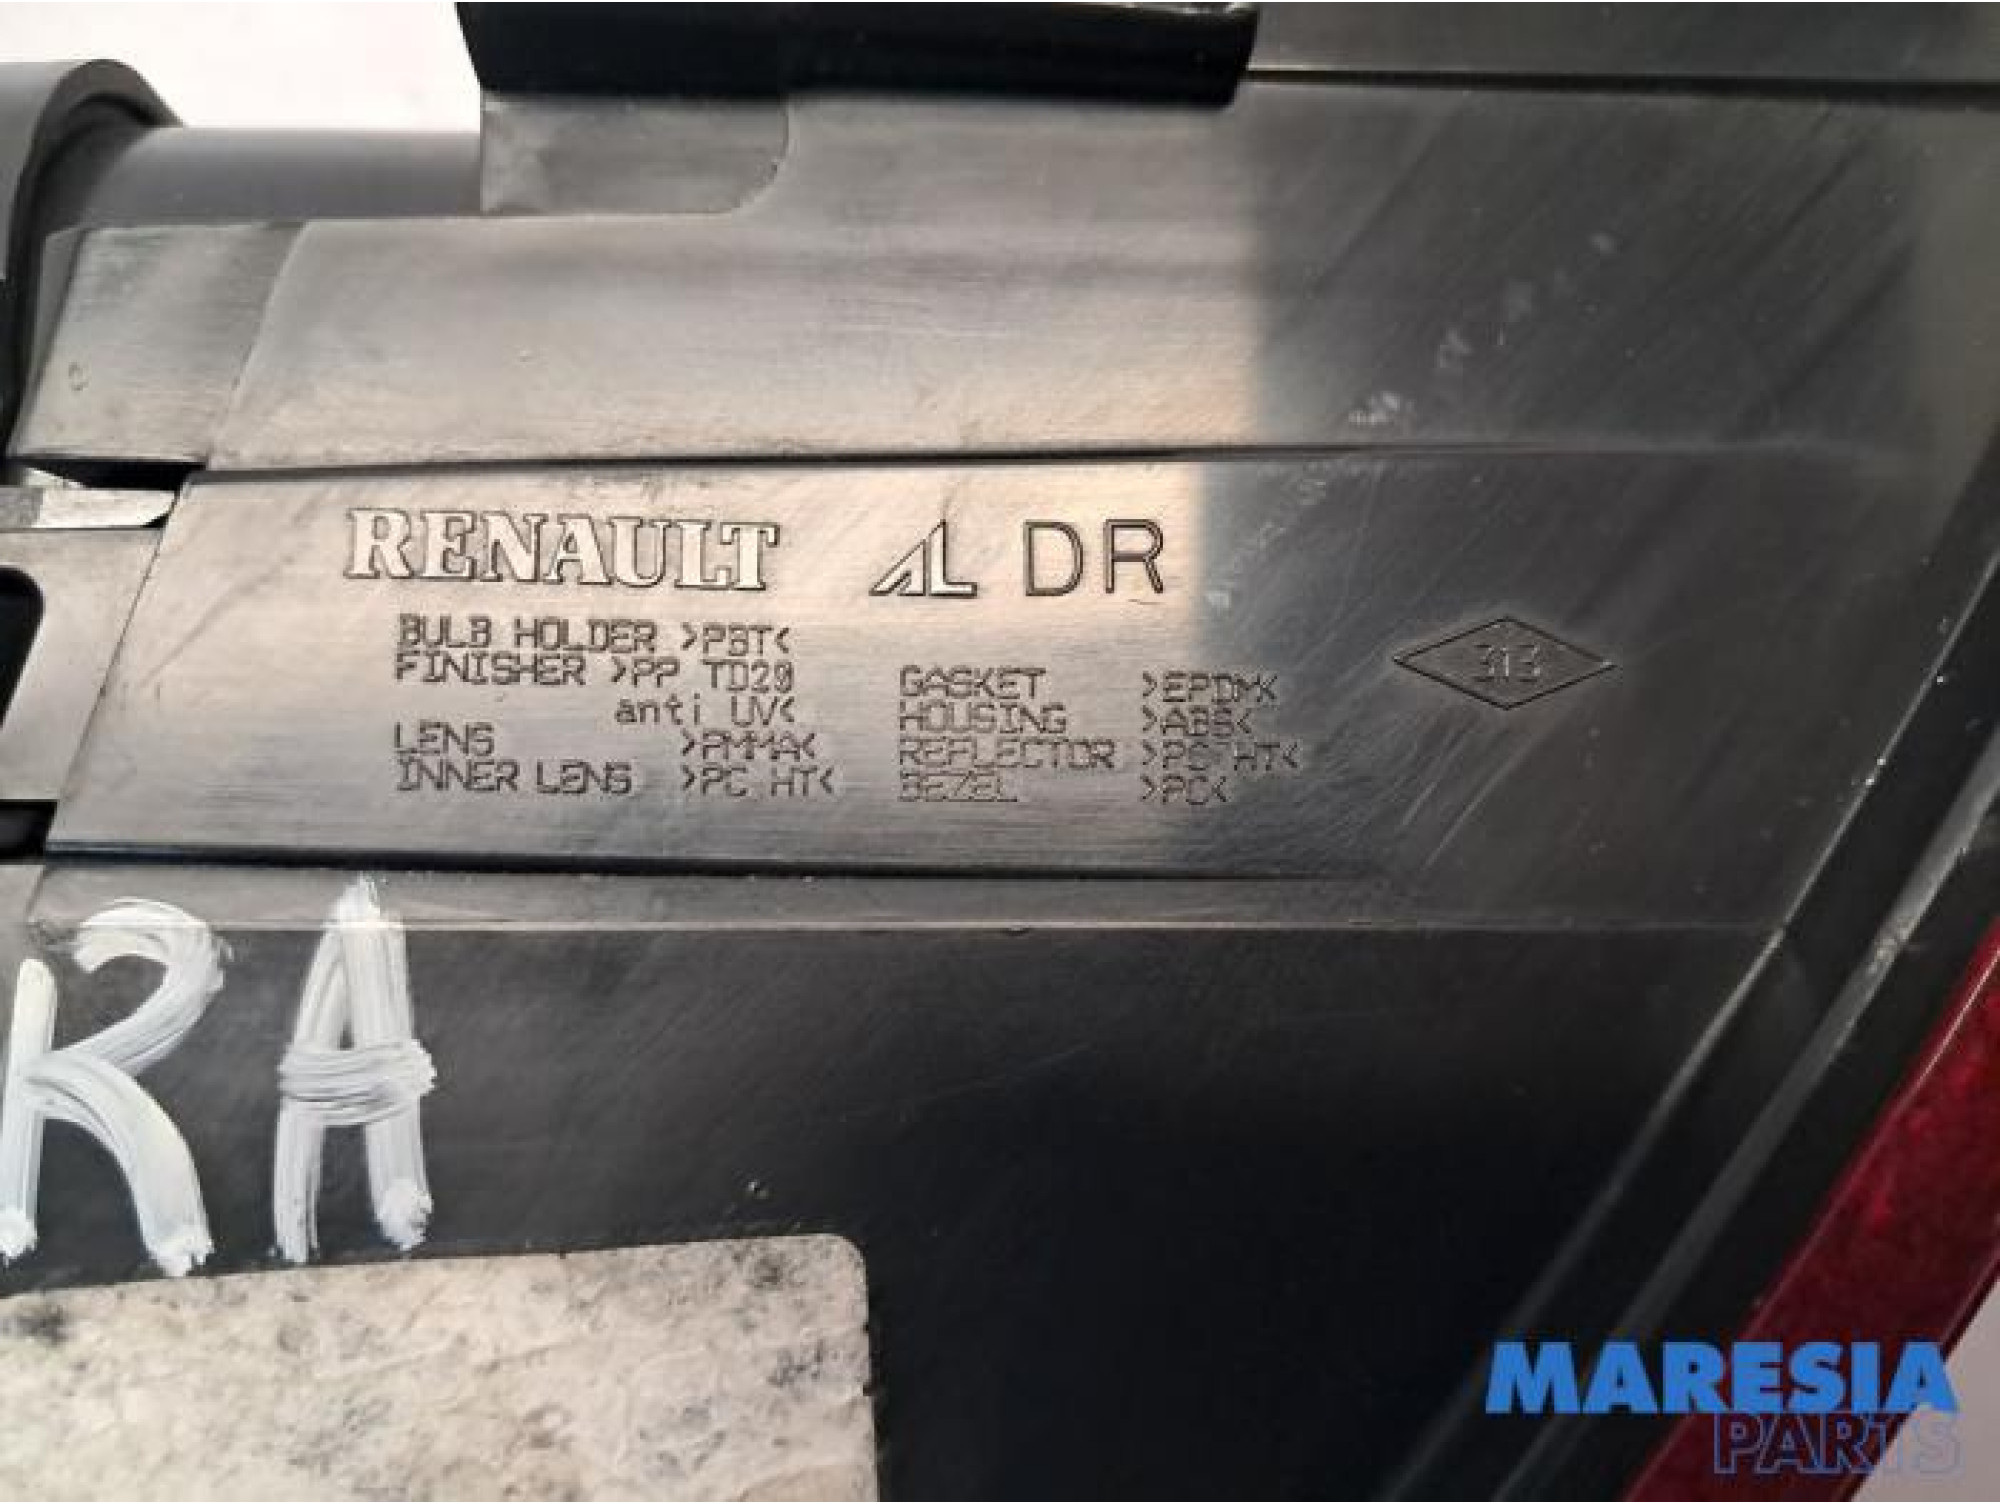 RENAULT AL DR
BULB HOLDER >PBT<
FINISHER >PP TD20
anti UV<
LENS >PMMA<
INNER LENS >PC HT<
GASKET >EPDM<
HOUSING >ABS<
REFLECTOR >PC HT<
BEZEL >PC<
313
RA
MARESIA
PARTS